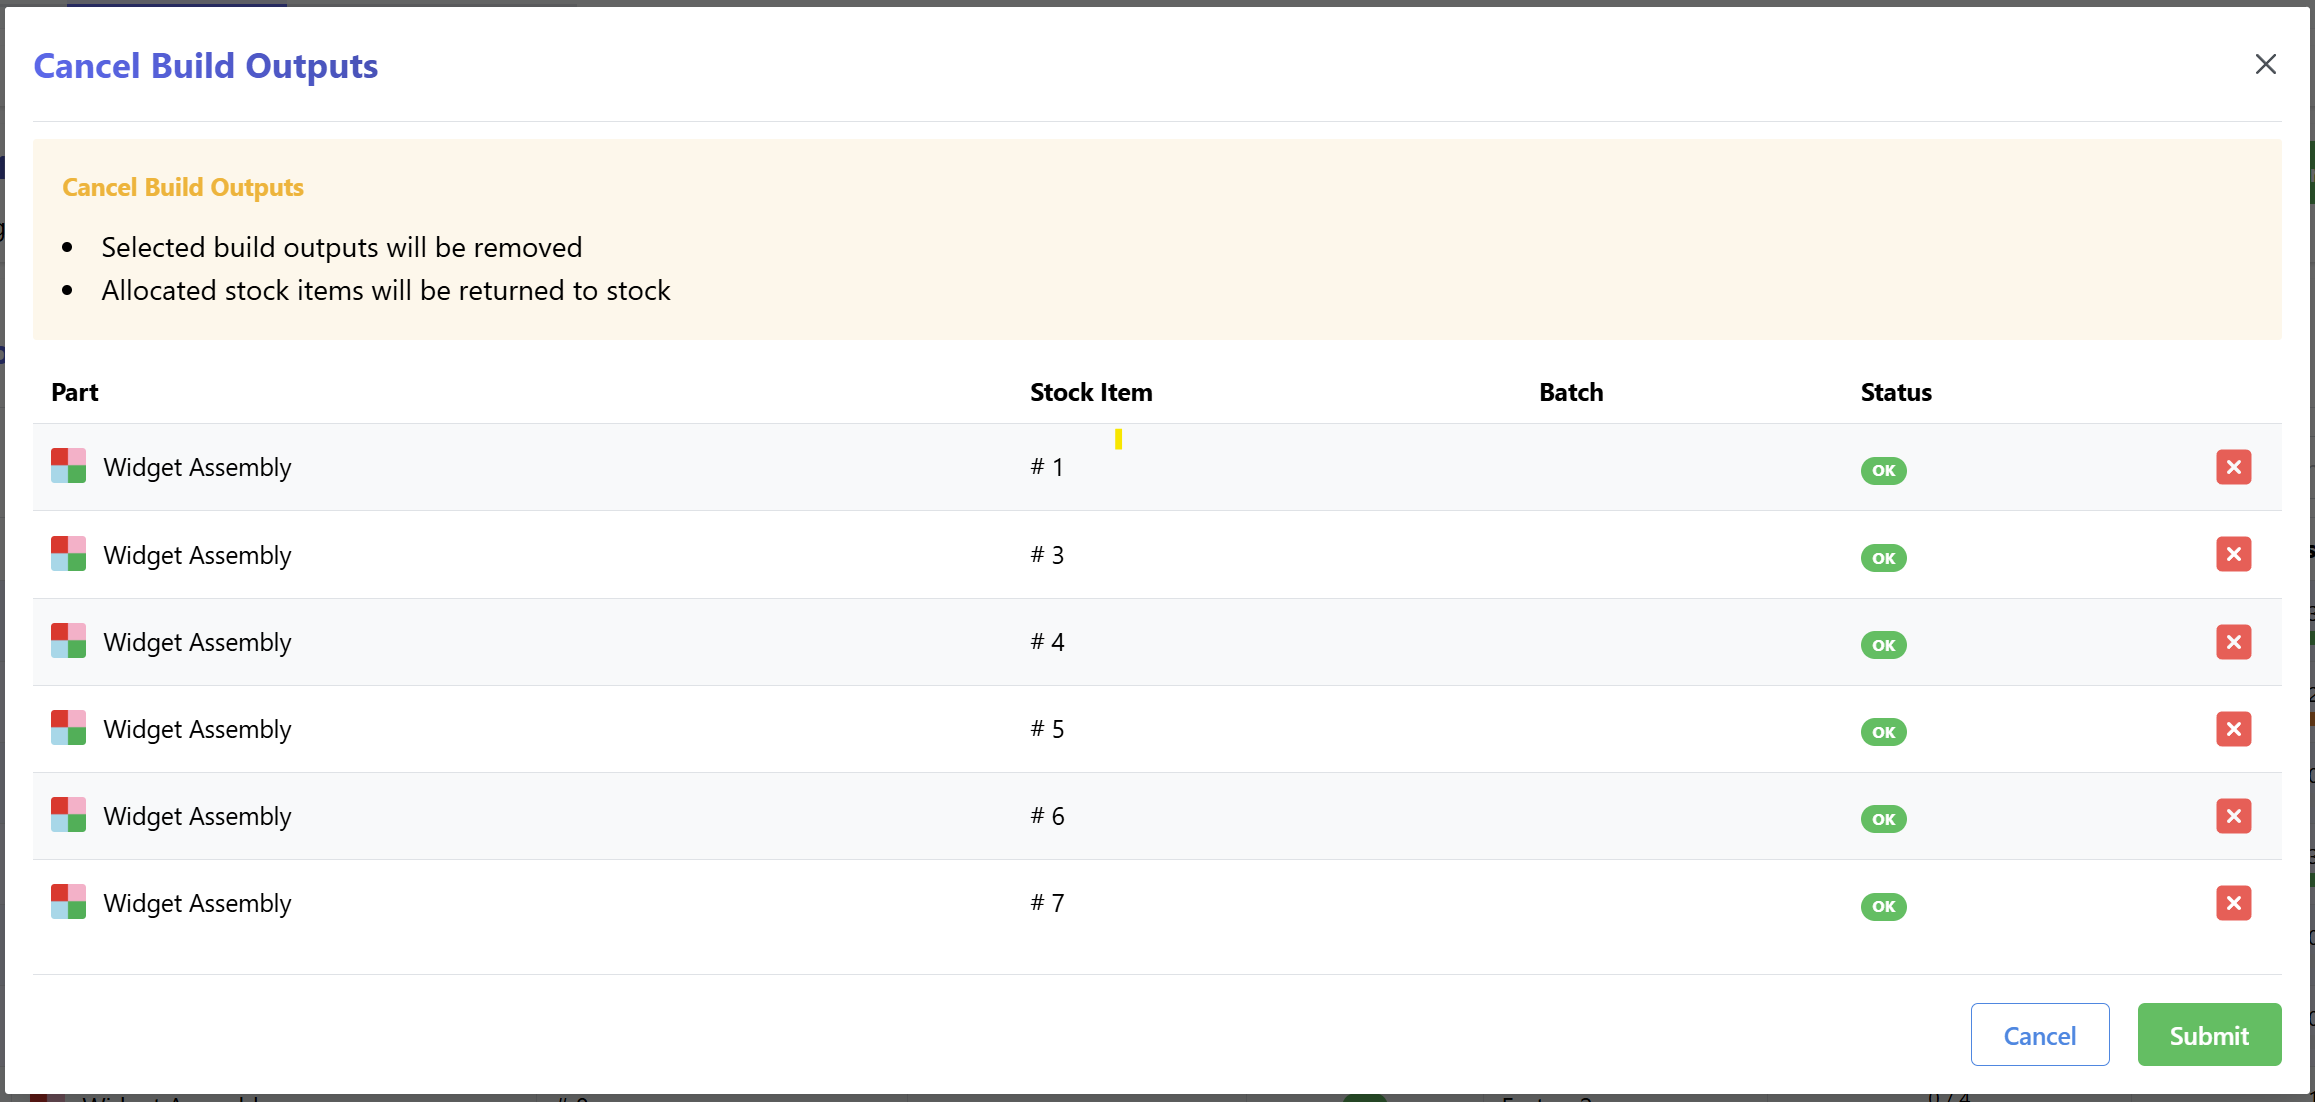 Cancel Build Outputs
Cancel Build Outputs
• Selected build outputs will be removed
• Allocated stock items will be returned to stock
Part Stock Item Batch Status
Widget Assembly # 1 OK
Widget Assembly # 3 OK
Widget Assembly # 4 OK
Widget Assembly # 5 OK
Widget Assembly # 6 OK
Widget Assembly # 7 OK
Cancel Submit